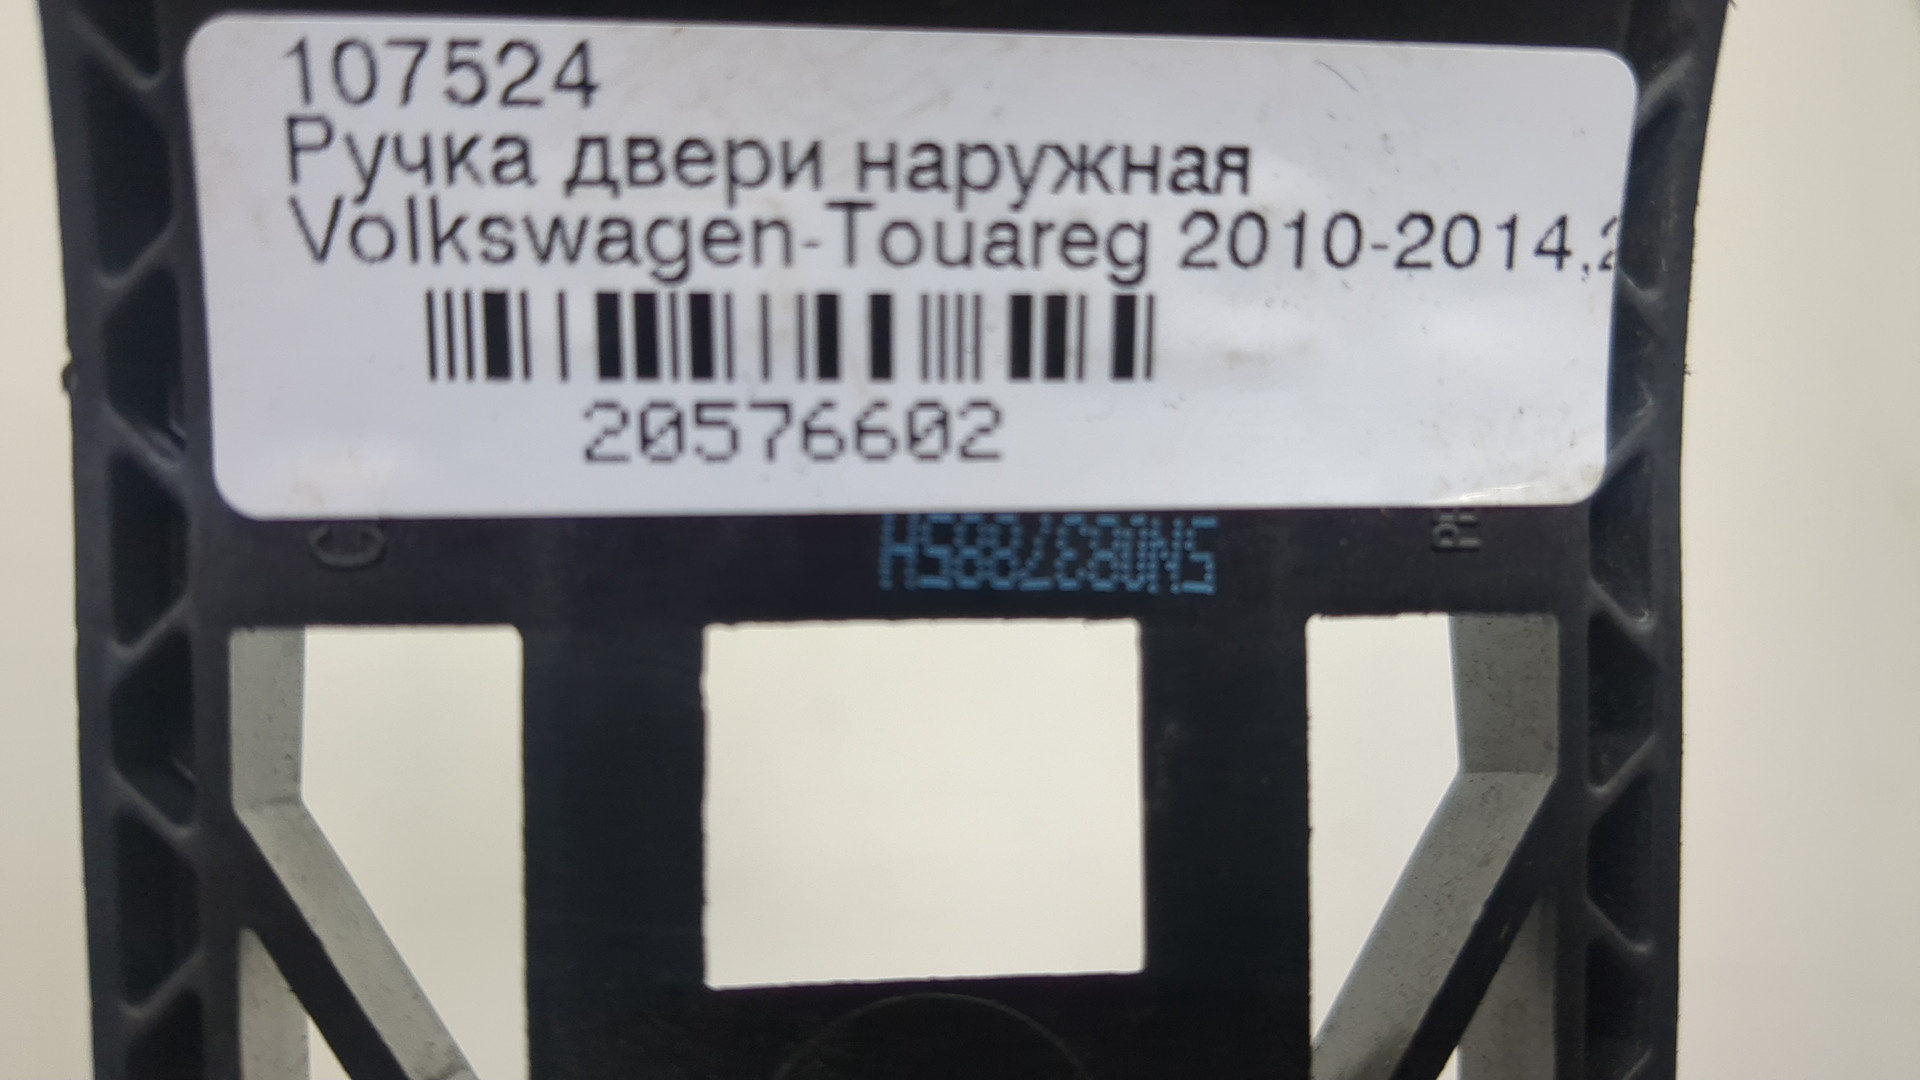 107524
Ручка двери наружная
Volkswagen-Touareg 2010-2014,2
20576602